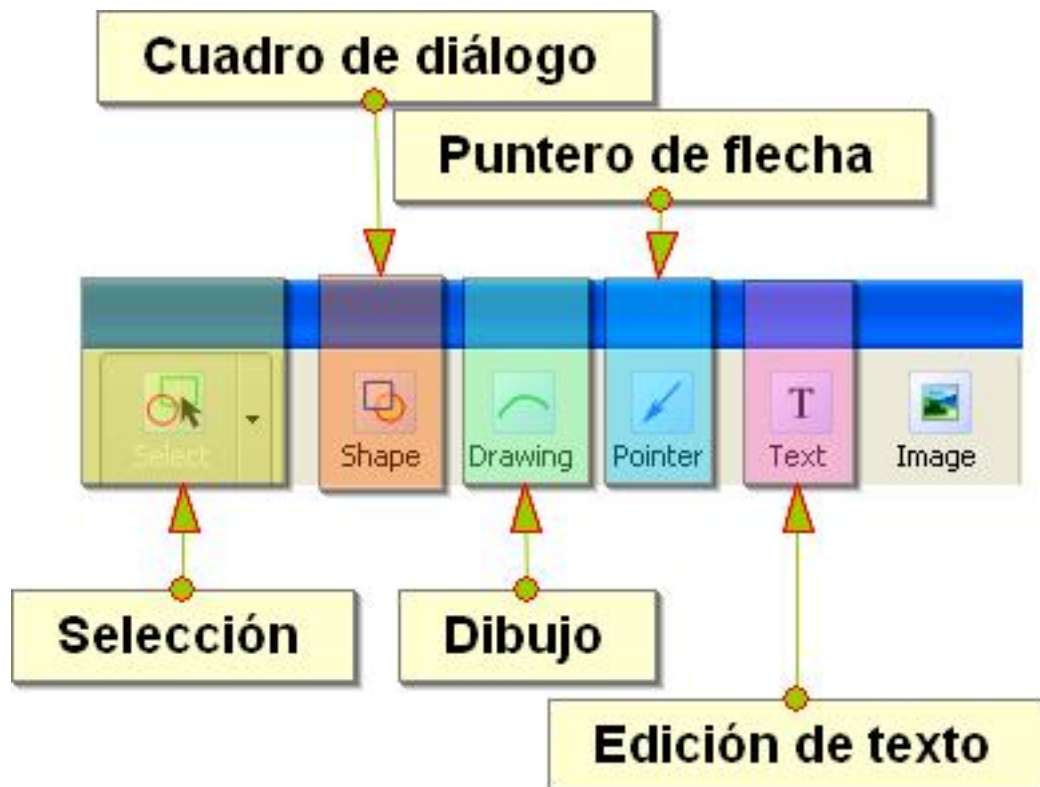 Cuadro de diálogo
Puntero de flecha
Select
Shape
Drawing
Pointer
T
Text
Image
Selección
Dibujo
Edición de texto